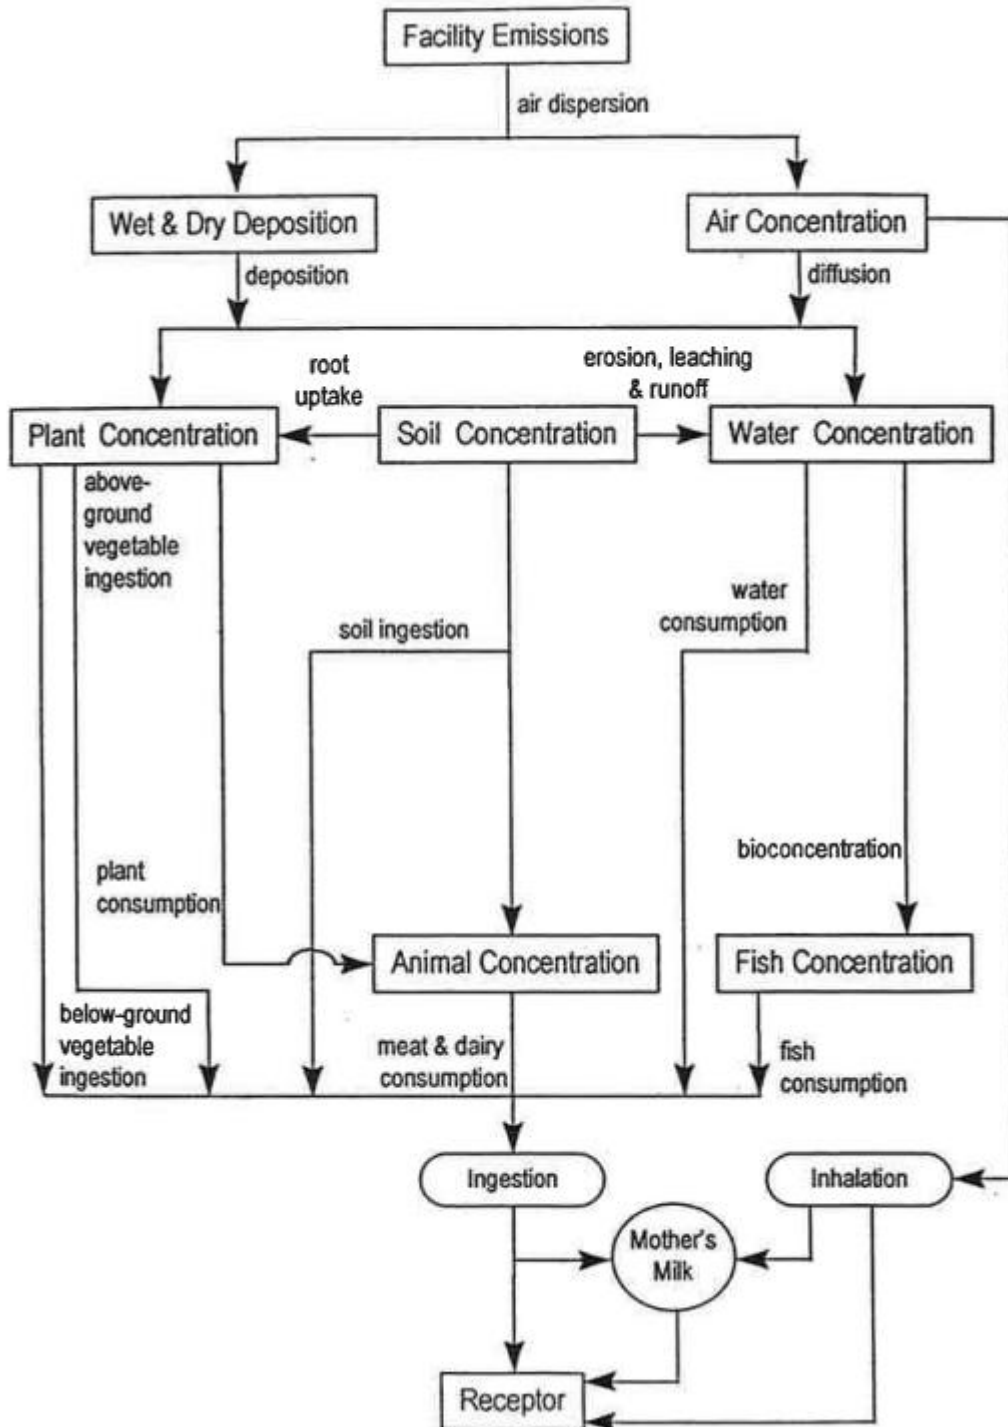 Facility Emissions
air dispersion
Wet & Dry Deposition
Air Concentration
deposition
diffusion
root
uptake
erosion, leaching
& runoff
Plant Concentration
Soil Concentration
Water Concentration
above-
ground
vegetable
ingestion
water
consumption
soil ingestion
bioconcentration
plant
consumption
Animal Concentration
Fish Concentration
below-ground
vegetable
ingestion
meat & dairy
consumption
fish
consumption
Ingestion
Inhalation
Mother's
Milk
Receptor